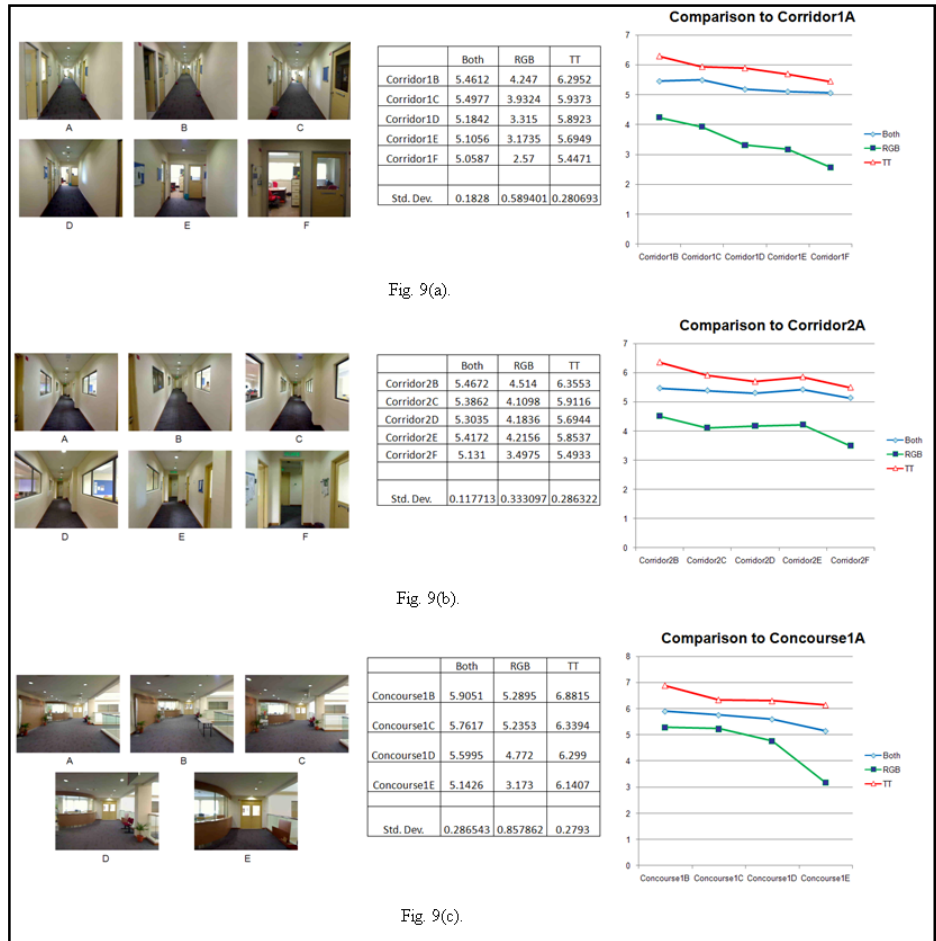 A
B
C
D
E
F
Both RGB TT
Corridor1B 5.4612 4.247 6.2952
Corridor1C 5.4977 3.9324 5.9373
Corridor1D 5.1842 3.315 5.8923
Corridor1E 5.1056 3.1735 5.6949
Corridor1F 5.0587 2.57 5.4471
Std. Dev. 0.1828 0.589401 0.280693
Comparison to Corridor1A
7
6
5
4
3
2
1
0
Corridor1B Corridor1C Corridor1D Corridor1E Corridor1F
Both
RGB
TT
Fig. 9(a).
A
B
C
D
E
F
Both RGB TT
Corridor2B 5.4672 4.514 6.3553
Corridor2C 5.3862 4.1098 5.9116
Corridor2D 5.3035 4.1836 5.6944
Corridor2E 5.4172 4.2156 5.8537
Corridor2F 5.131 3.4975 5.4933
Std. Dev. 0.117713 0.333097 0.286322
Comparison to Corridor2A
7
6
5
4
3
2
1
0
Corridor2B Corridor2C Corridor2D Corridor2E Corridor2F
Both
RGB
TT
Fig. 9(b).
A
B
C
D
E
Both RGB TT
Concourse1B 5.9051 5.2895 6.8815
Concourse1C 5.7617 5.2353 6.3394
Concourse1D 5.5995 4.772 6.299
Concourse1E 5.1426 3.173 6.1407
Std. Dev. 0.286543 0.857862 0.2793
Comparison to Concourse1A
8
7
6
5
4
3
2
1
0
Concourse1B Concourse1C Concourse1D Concourse1E
Both
RGB
TT
Fig. 9(c).